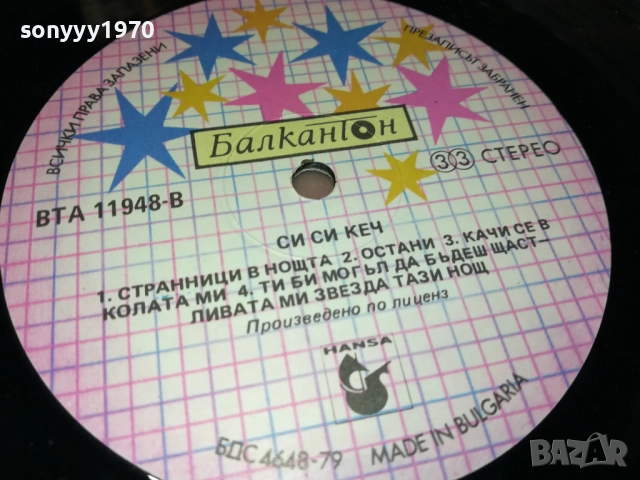 sonyyy1970
ВСИЧКИ ПРАВА ЗАПАЗЕНИ
ПРЕЗАПИСЪТ ЗАБРАНЕН
Балкантон
ВТА 11948-В
33 СТЕРЕО
СИ СИ КЕЧ
1. СТРАННИЦИ В НОЩТА 2. ОСТАНИ 3. КАЧИ СЕ В
КОЛАТА МИ 4. ТИ БИ МОГЪЛ ДА БЪДЕШ ЩАСТ-
ЛИВАТА МИ ЗВЕЗДА ТАЗИ НОЩ
Произведено по лиценз
HANSA
БДС 4648-79
MADE IN BULGARIA
BAZAR